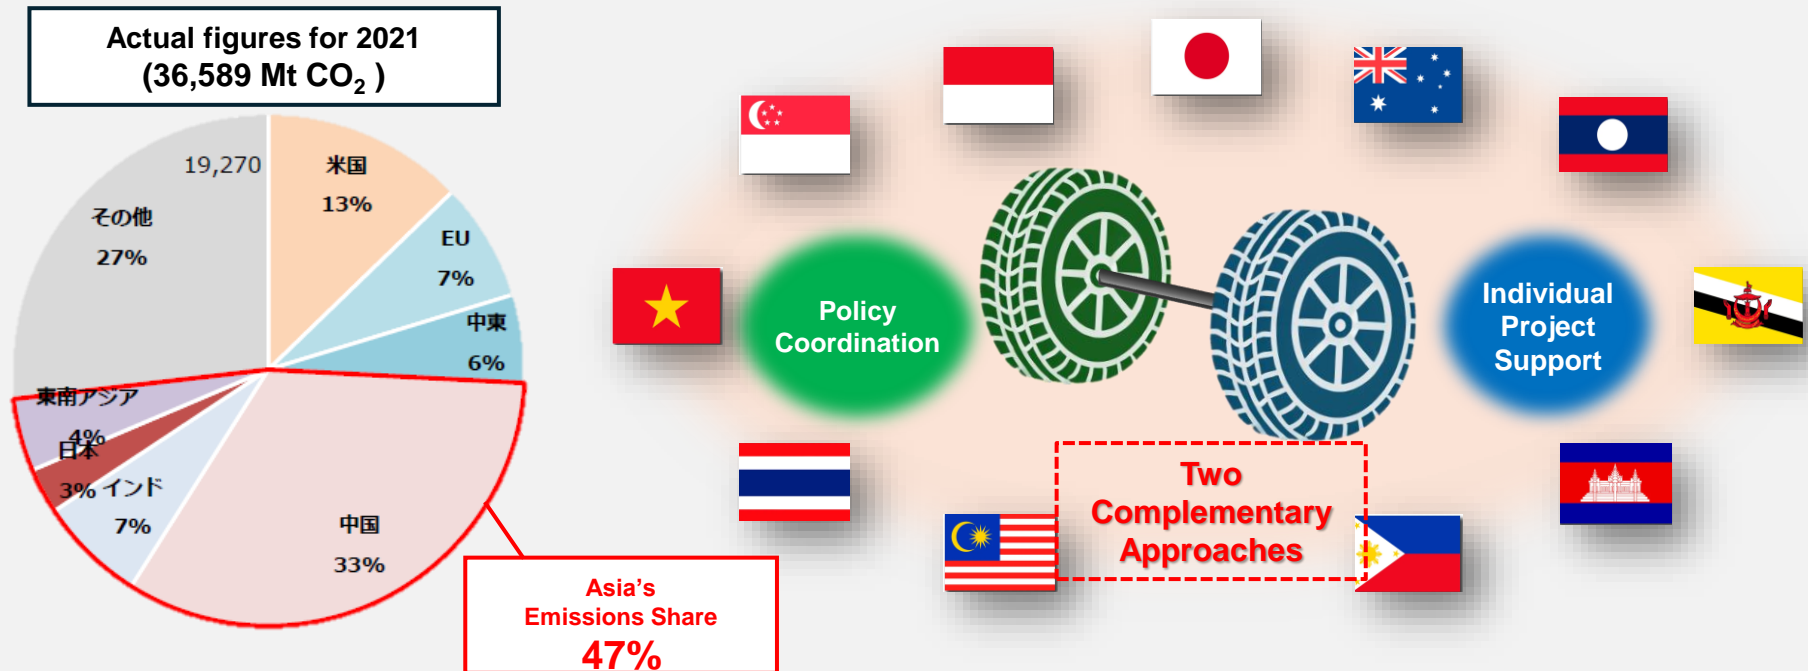 Actual figures for 2021
(36,589 Mt CO₂ )
19,270
米国
13%
EU
7%
中東
6%
その他
27%
東南アジア
4%
日本
3%
インド
7%
中国
33%
Asia's
Emissions Share
47%
Policy
Coordination
Individual
Project
Support
Two
Complementary
Approaches